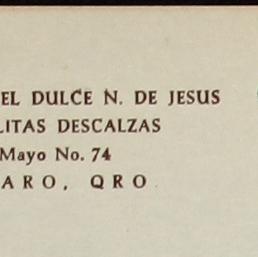 EL DULCE N. DE JESUS
LITAS DESCALZAS
Mayo No. 74
ARO, QRO